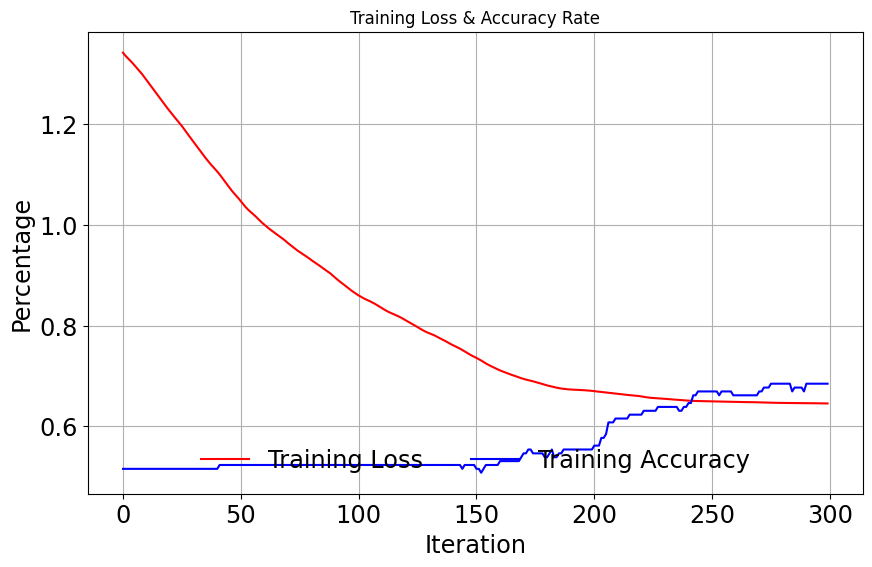 Training Loss & Accuracy Rate
Percentage
1.2
1.0
0.8
0.6
Training Loss
Training Accuracy
0 50 100 150 200 250 300
Iteration